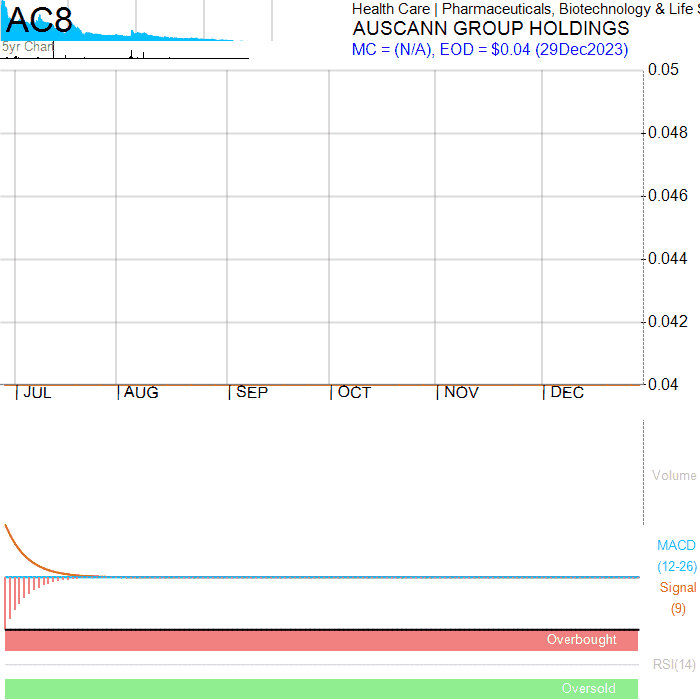 AC8
5yr Chart
Health Care | Pharmaceuticals, Biotechnology & Life
AUSCANN GROUP HOLDINGS
MC = (N/A), EOD = $0.04 (29Dec2023)
0.05
0.048
0.046
0.044
0.042
0.04
JUL
AUG
SEP
OCT
NOV
DEC
Volume
MACD
(12-26)
Signal
(9)
Overbought
RSI(14)
Oversold